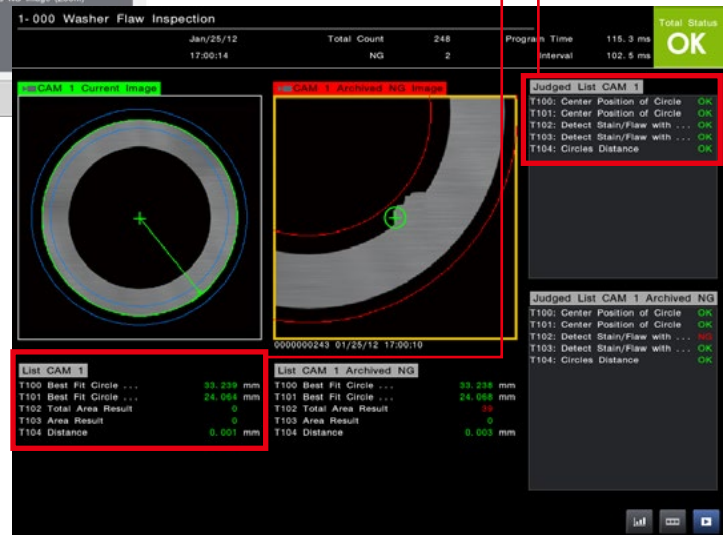 NG Image (Zoom)
1- 000 Washer Flaw Inspection
Jan/25/12
17:00:14
Total Count 248
NG 2
Program Time 115. 3 ms
Interval 102. 5 ms
Total Status
OK
CAM 1 Current Image
CAM 1 Archived NG Image
0000000243 01/25/12 17:00:10
Judged List CAM 1
T100: Center Position of Circle OK
T101: Center Position of Circle OK
T102: Detect Stain/Flaw with ... OK
T103: Detect Stain/Flaw with ... OK
T104: Circles Distance OK
Judged List CAM 1 Archived NG
T100: Center Position of Circle OK
T101: Center Position of Circle OK
T102: Detect Stain/Flaw with ... NG
T103: Detect Stain/Flaw with ... OK
T104: Circles Distance OK
List CAM 1
T100 Best Fit Circle ... 33. 239 mm
T101 Best Fit Circle ... 24. 064 mm
T102 Total Area Result 0
T103 Area Result 0
T104 Distance 0. 001 mm
List CAM 1 Archived NG
T100 Best Fit Circle ... 33. 238 mm
T101 Best Fit Circle ... 24. 068 mm
T102 Total Area Result
T103 Area Result 0
T104 Distance 0. 003 mm